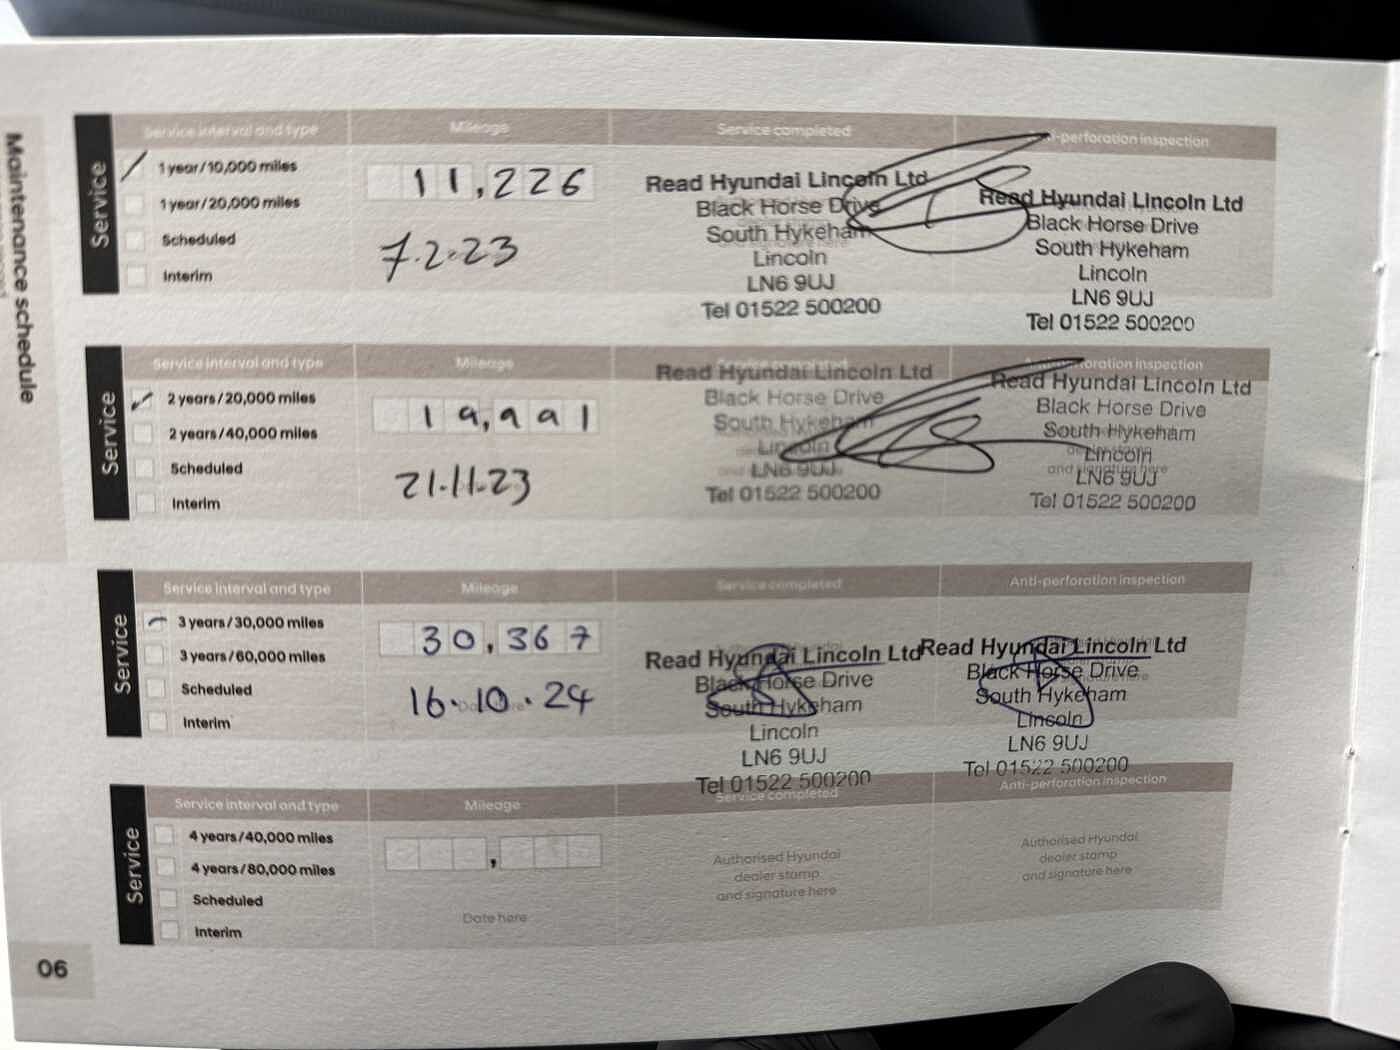 Maintenance schedule
Service
Service interval and type
Mileage
Service completed
-perforation inspection
1 year/10,000 miles
1 year/20,000 miles
Scheduled
Interim
11,226
7.2.23
Read Hyundai Lincoln Ltd
Black Horse Drive
South Hykeham
Lincoln
LN6 9UJ
Tel 01522 500200
Read Hyundai Lincoln Ltd
Black Horse Drive
South Hykeham
Lincoln
LN6 9UJ
Tel 01522 500200
Service
Service interval and type
Mileage
Service completed
Anti-perforation inspection
2 years/20,000 miles
2 years/40,000 miles
Scheduled
Interim
19,991
21.11.23
Read Hyundai Lincoln Ltd
Black Horse Drive
South Hykeham
Lincoln
LN6 9UJ
Tel 01522 500200
Read Hyundai Lincoln Ltd
Black Horse Drive
South Hykeham
Lincoln
and signature here
LN6 9UJ
Tel 01522 500200
Service
Service interval and type
Mileage
Service completed
Anti-perforation inspection
3 years/30,000 miles
3 years/60,000 miles
Scheduled
Interim
30,367
16.10.24
Read Hyundai Lincoln Ltd
Black Horse Drive
South Hykeham
Lincoln
LN6 9UJ
Tel 01522 500200
Read Hyundai Lincoln Ltd
Black Horse Drive
South Hykeham
Lincoln
LN6 9UJ
Tel 01522 500200
Service
Service interval and type
Mileage
Service completed
Anti-perforation inspection
4 years/40,000 miles
4 years/80,000 miles
Scheduled
Interim
,
Date here
Authorised Hyundai
dealer stamp
and signature here
Authorised Hyundai
dealer stamp
and signature here
06